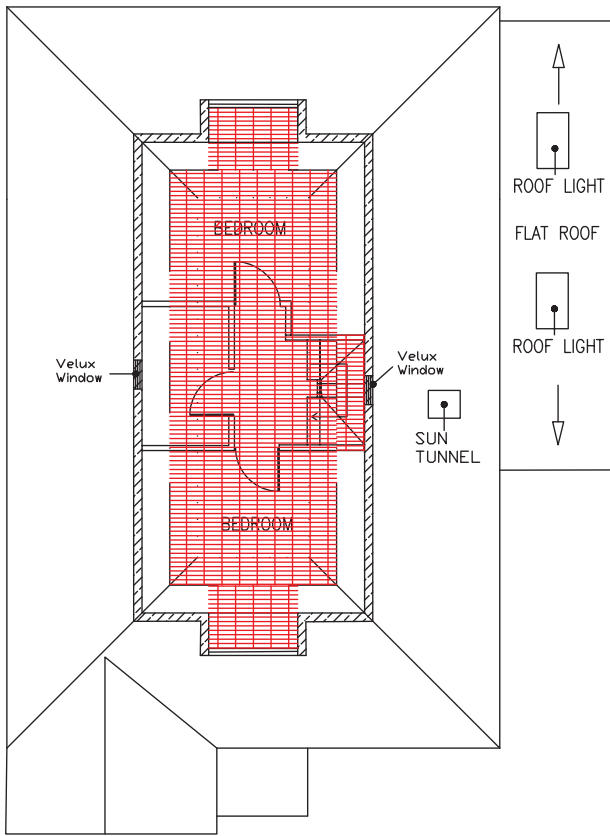 ROOF LIGHT
BEDROOM
FLAT ROOF
ROOF LIGHT
Velux
Window
Velux
Window
SUN
TUNNEL
BEDROOM